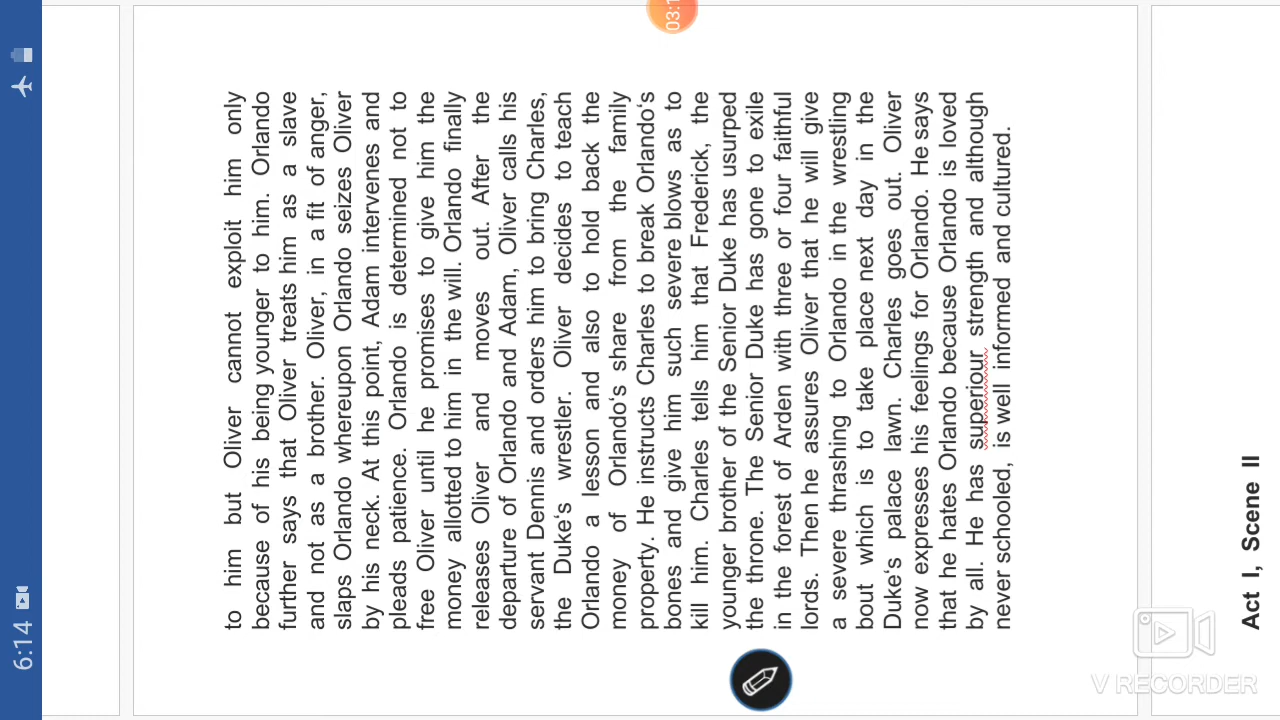 6:14
03:1
to him but Oliver cannot exploit him only
because of his being younger to him. Orlando
further says that Oliver treats him as a slave
and not as a brother. Oliver, in a fit of anger,
slaps Orlando whereupon Orlando seizes Oliver
by his neck. At this point, Adam intervenes and
pleads patience. Orlando is determined not to
free Oliver until he promises to give him the
money allotted to him in the will. Orlando finally
releases Oliver and moves out. After the
departure of Orlando and Adam, Oliver calls his
servant Dennis and orders him to bring Charles,
the Duke‘s wrestler. Oliver decides to teach
Orlando a lesson and also to hold back the
money of Orlando‘s share from the family
property. He instructs Charles to break Orlando‘s
bones and give him such severe blows as to
kill him. Charles tells him that Frederick, the
younger brother of the Senior Duke has usurped
the throne. The Senior Duke has gone to exile
in the forest of Arden with three or four faithful
lords. Then he assures Oliver that he will give
a severe thrashing to Orlando in the wrestling
bout which is to take place next day in the
Duke‘s palace lawn. Charles goes out. Oliver
now expresses his feelings for Orlando. He says
that he hates Orlando because Orlando is loved
by all. He has superiour strength and although
never schooled, is well informed and cultured.
Act I, Scene II
V RECORDER